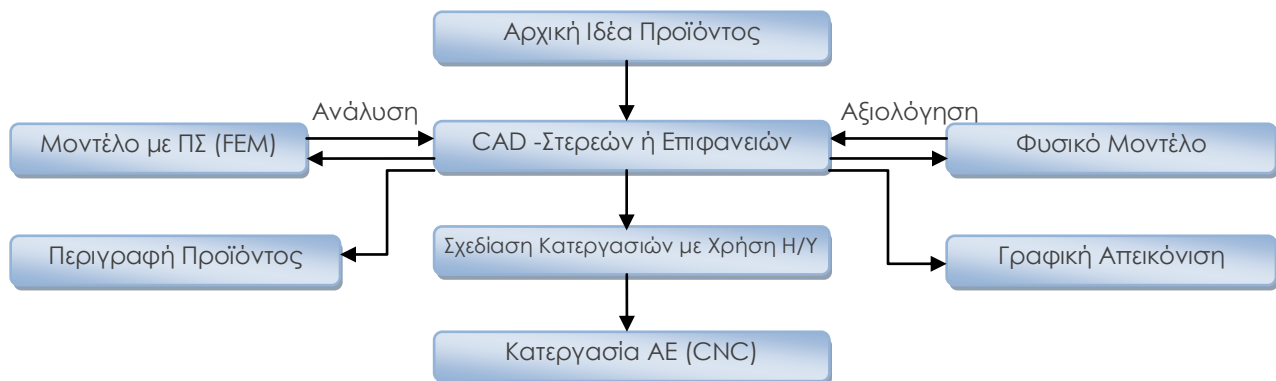 Αρχική Ιδέα Προϊόντος
Ανάλυση
Αξιολόγηση
Μοντέλο με ΠΣ (FEM)
CAD -Στερεών ή Επιφανειών
Φυσικό Μοντέλο
Περιγραφή Προϊόντος
Σχεδίαση Κατεργασιών με Χρήση Η/Υ
Γραφική Απεικόνιση
Κατεργασία ΑΕ (CNC)